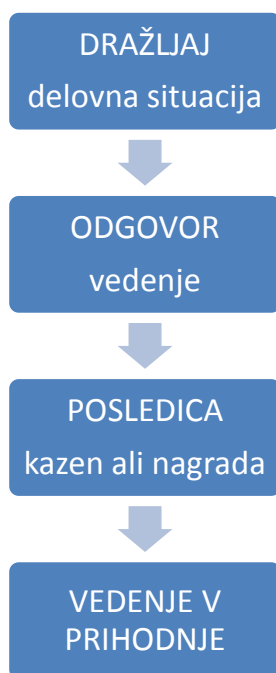 DRAŽLJAJ
delovna situacija
ODGOVOR
vedenje
POSLEDICA
kazen ali nagrada
VEDENJE V
PRIHODNJE